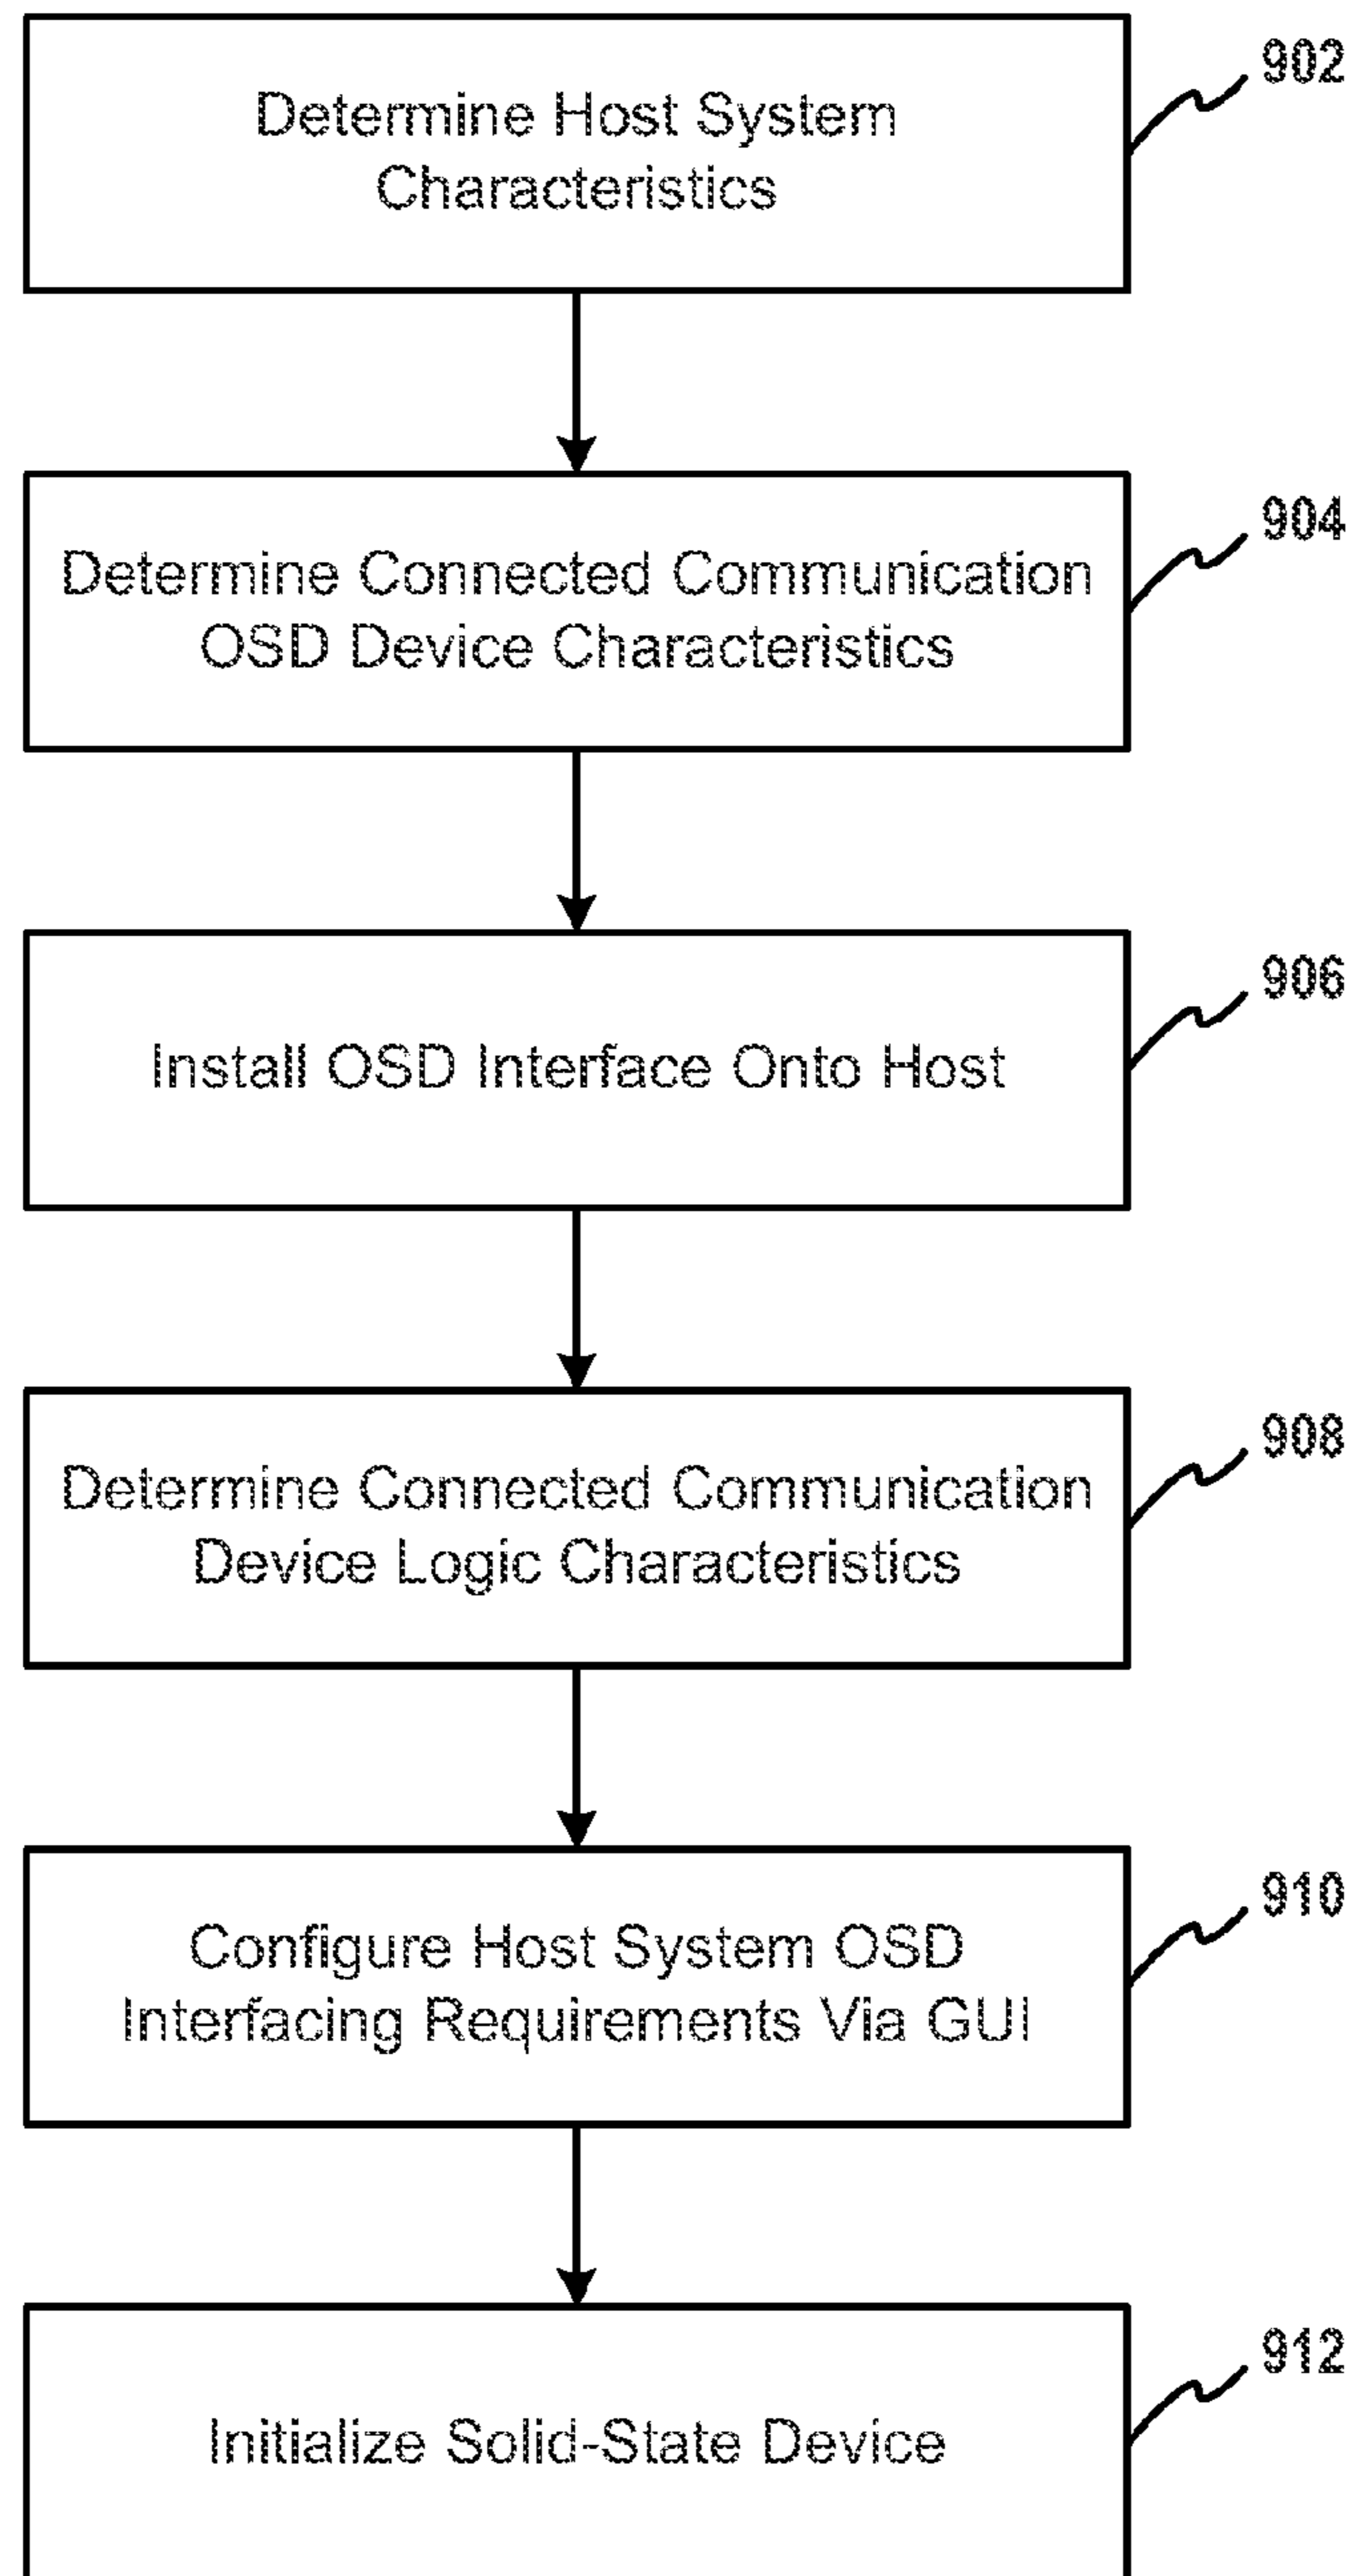 902
Determine Host System
Characteristics
904
Determine Connected Communication
OSD Device Characteristics
906
Install OSD Interface Onto Host
908
Determine Connected Communication
Device Logic Characteristics
910
Configure Host System OSD
Interfacing Requirements Via GUI
912
Initialize Solid-State Device